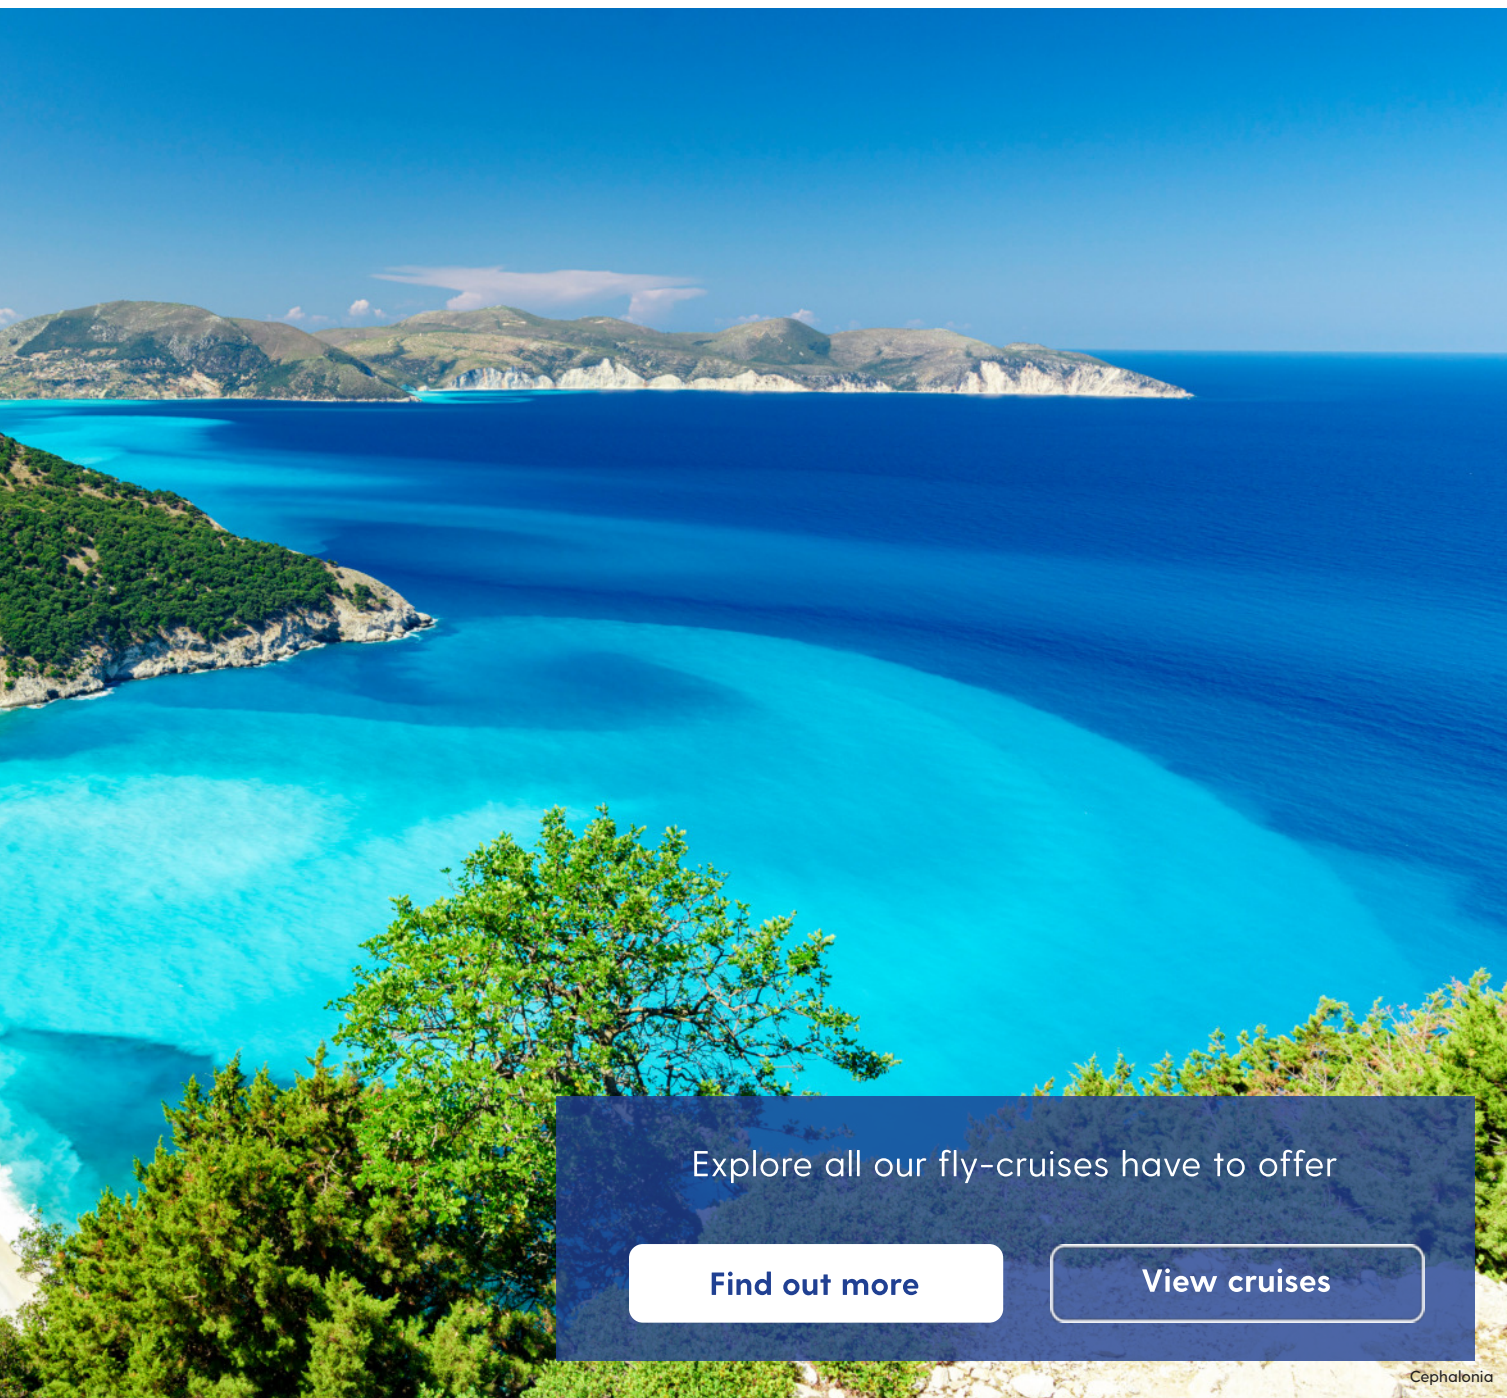 Explore all our fly-cruises have to offer
Find out more
View cruises
Cephalonia